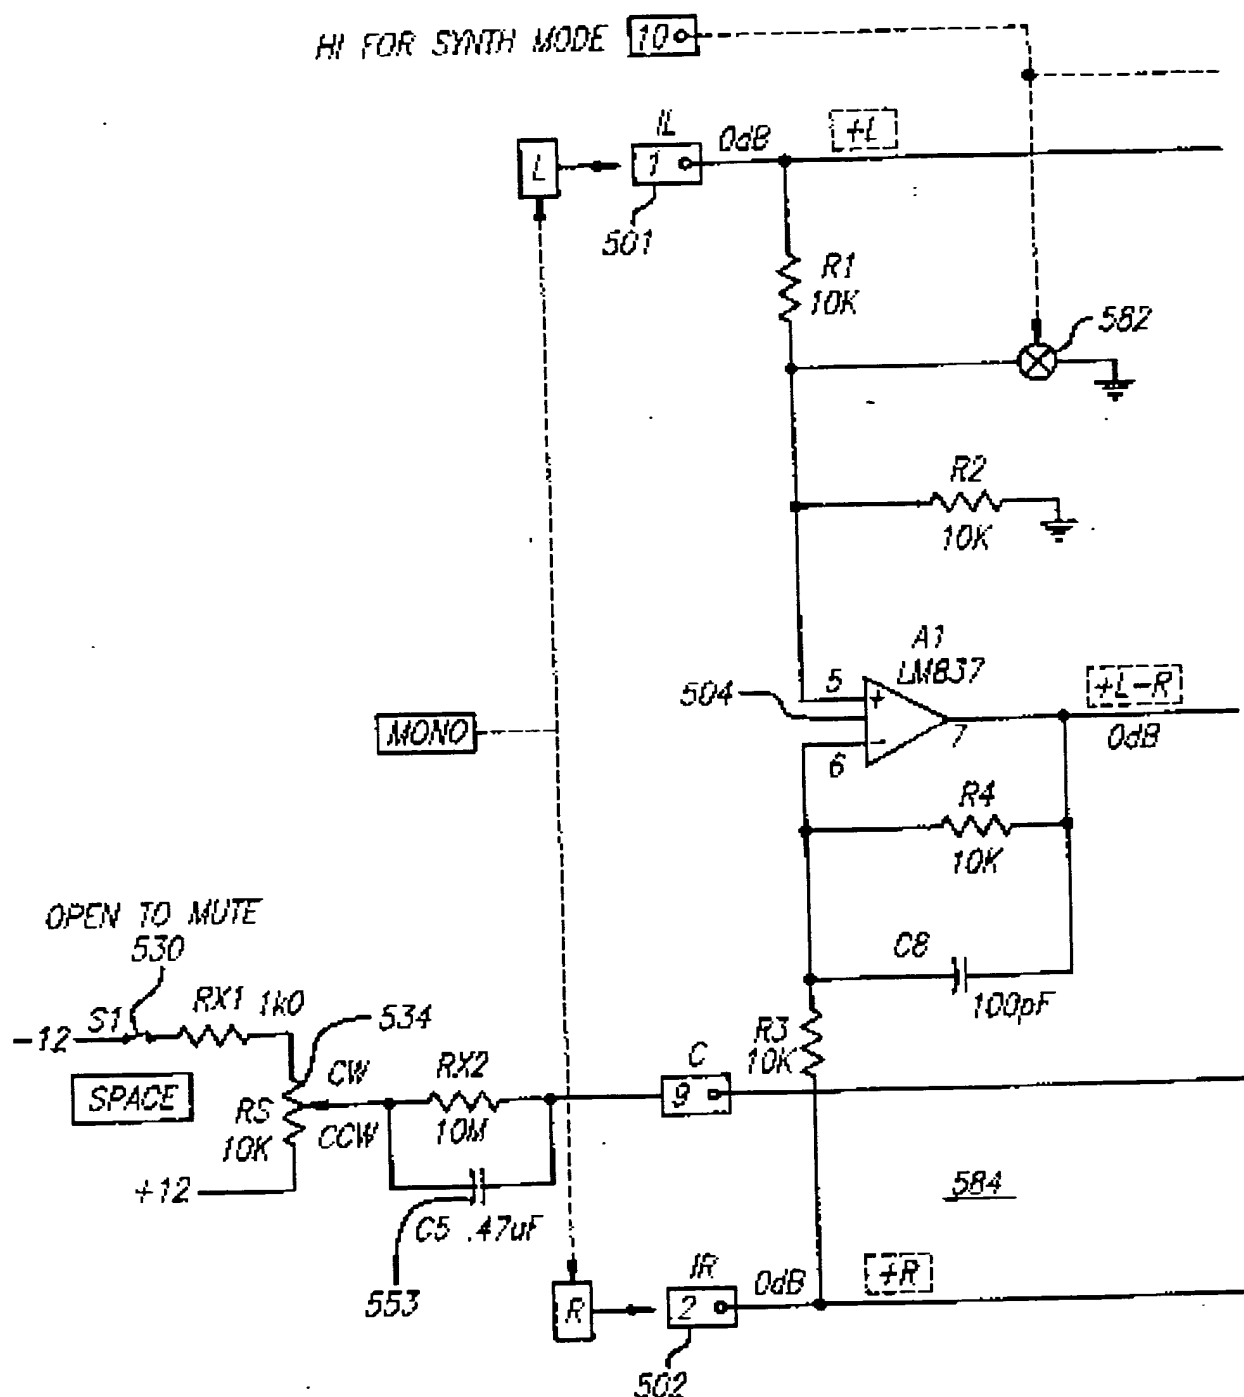 HI FOR SYNTH MODE 10
IL
L 1 0dB +L
501
R1
10K
582
R2
10K
A1
LM837
5 +
504
+L-R
MONO
- 7 0dB
6
R4
10K
OPEN TO MUTE
530
C8
100pF
RX1 1k0
534
-12 S1
R3
10K
C
SPACE
CW
RX2
9
RS
10K
CCW
10M
+12
584
C5 .47uF
553
IR
R 2 0dB +R
502